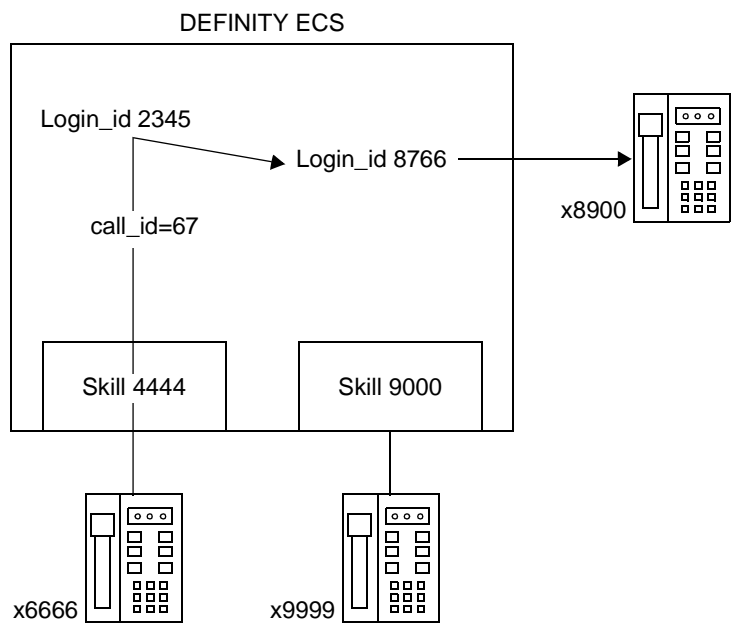 DEFINITY ECS
Login_id 2345
Login_id 8766
x8900
call_id=67
Skill 4444
Skill 9000
x6666
x9999